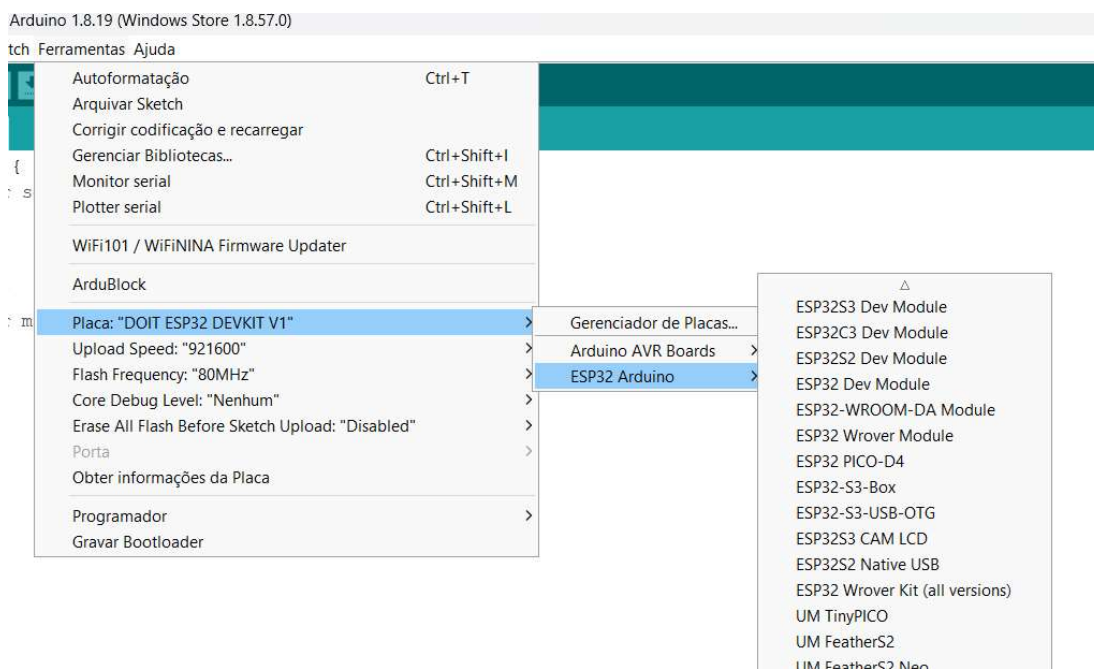 Arduino 1.8.19 (Windows Store 1.8.57.0)
tch Ferramentas Ajuda
Autoformatação Ctrl+T
Arquivar Sketch
Corrigir codificação e recarregar
Gerenciar Bibliotecas... Ctrl+Shift+I
Monitor serial Ctrl+Shift+M
Plotter serial Ctrl+Shift+L
WiFi101 / WiFiNINA Firmware Updater
ArduBlock
Placa: "DOIT ESP32 DEVKIT V1"
Upload Speed: "921600"
Flash Frequency: "80MHz"
Core Debug Level: "Nenhum"
Erase All Flash Before Sketch Upload: "Disabled"
Porta
Obter informações da Placa
Programador
Gravar Bootloader
{
r s
r m
Gerenciador de Placas...
Arduino AVR Boards
ESP32 Arduino
ESP32S3 Dev Module
ESP32C3 Dev Module
ESP32S2 Dev Module
ESP32 Dev Module
ESP32-WROOM-DA Module
ESP32 Wrover Module
ESP32 PICO-D4
ESP32-S3-Box
ESP32-S3-USB-OTG
ESP32S3 CAM LCD
ESP32S2 Native USB
ESP32 Wrover Kit (all versions)
UM TinyPICO
UM FeatherS2
UM FeatherS2 Neo